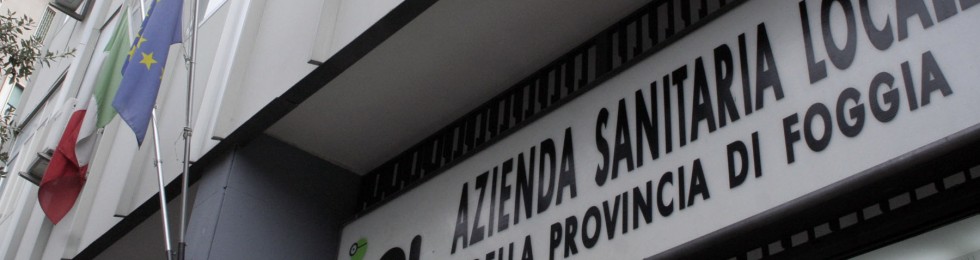 AZIENDA SANITARIA LOCALE
DELLA PROVINCIA DI FOGGIA